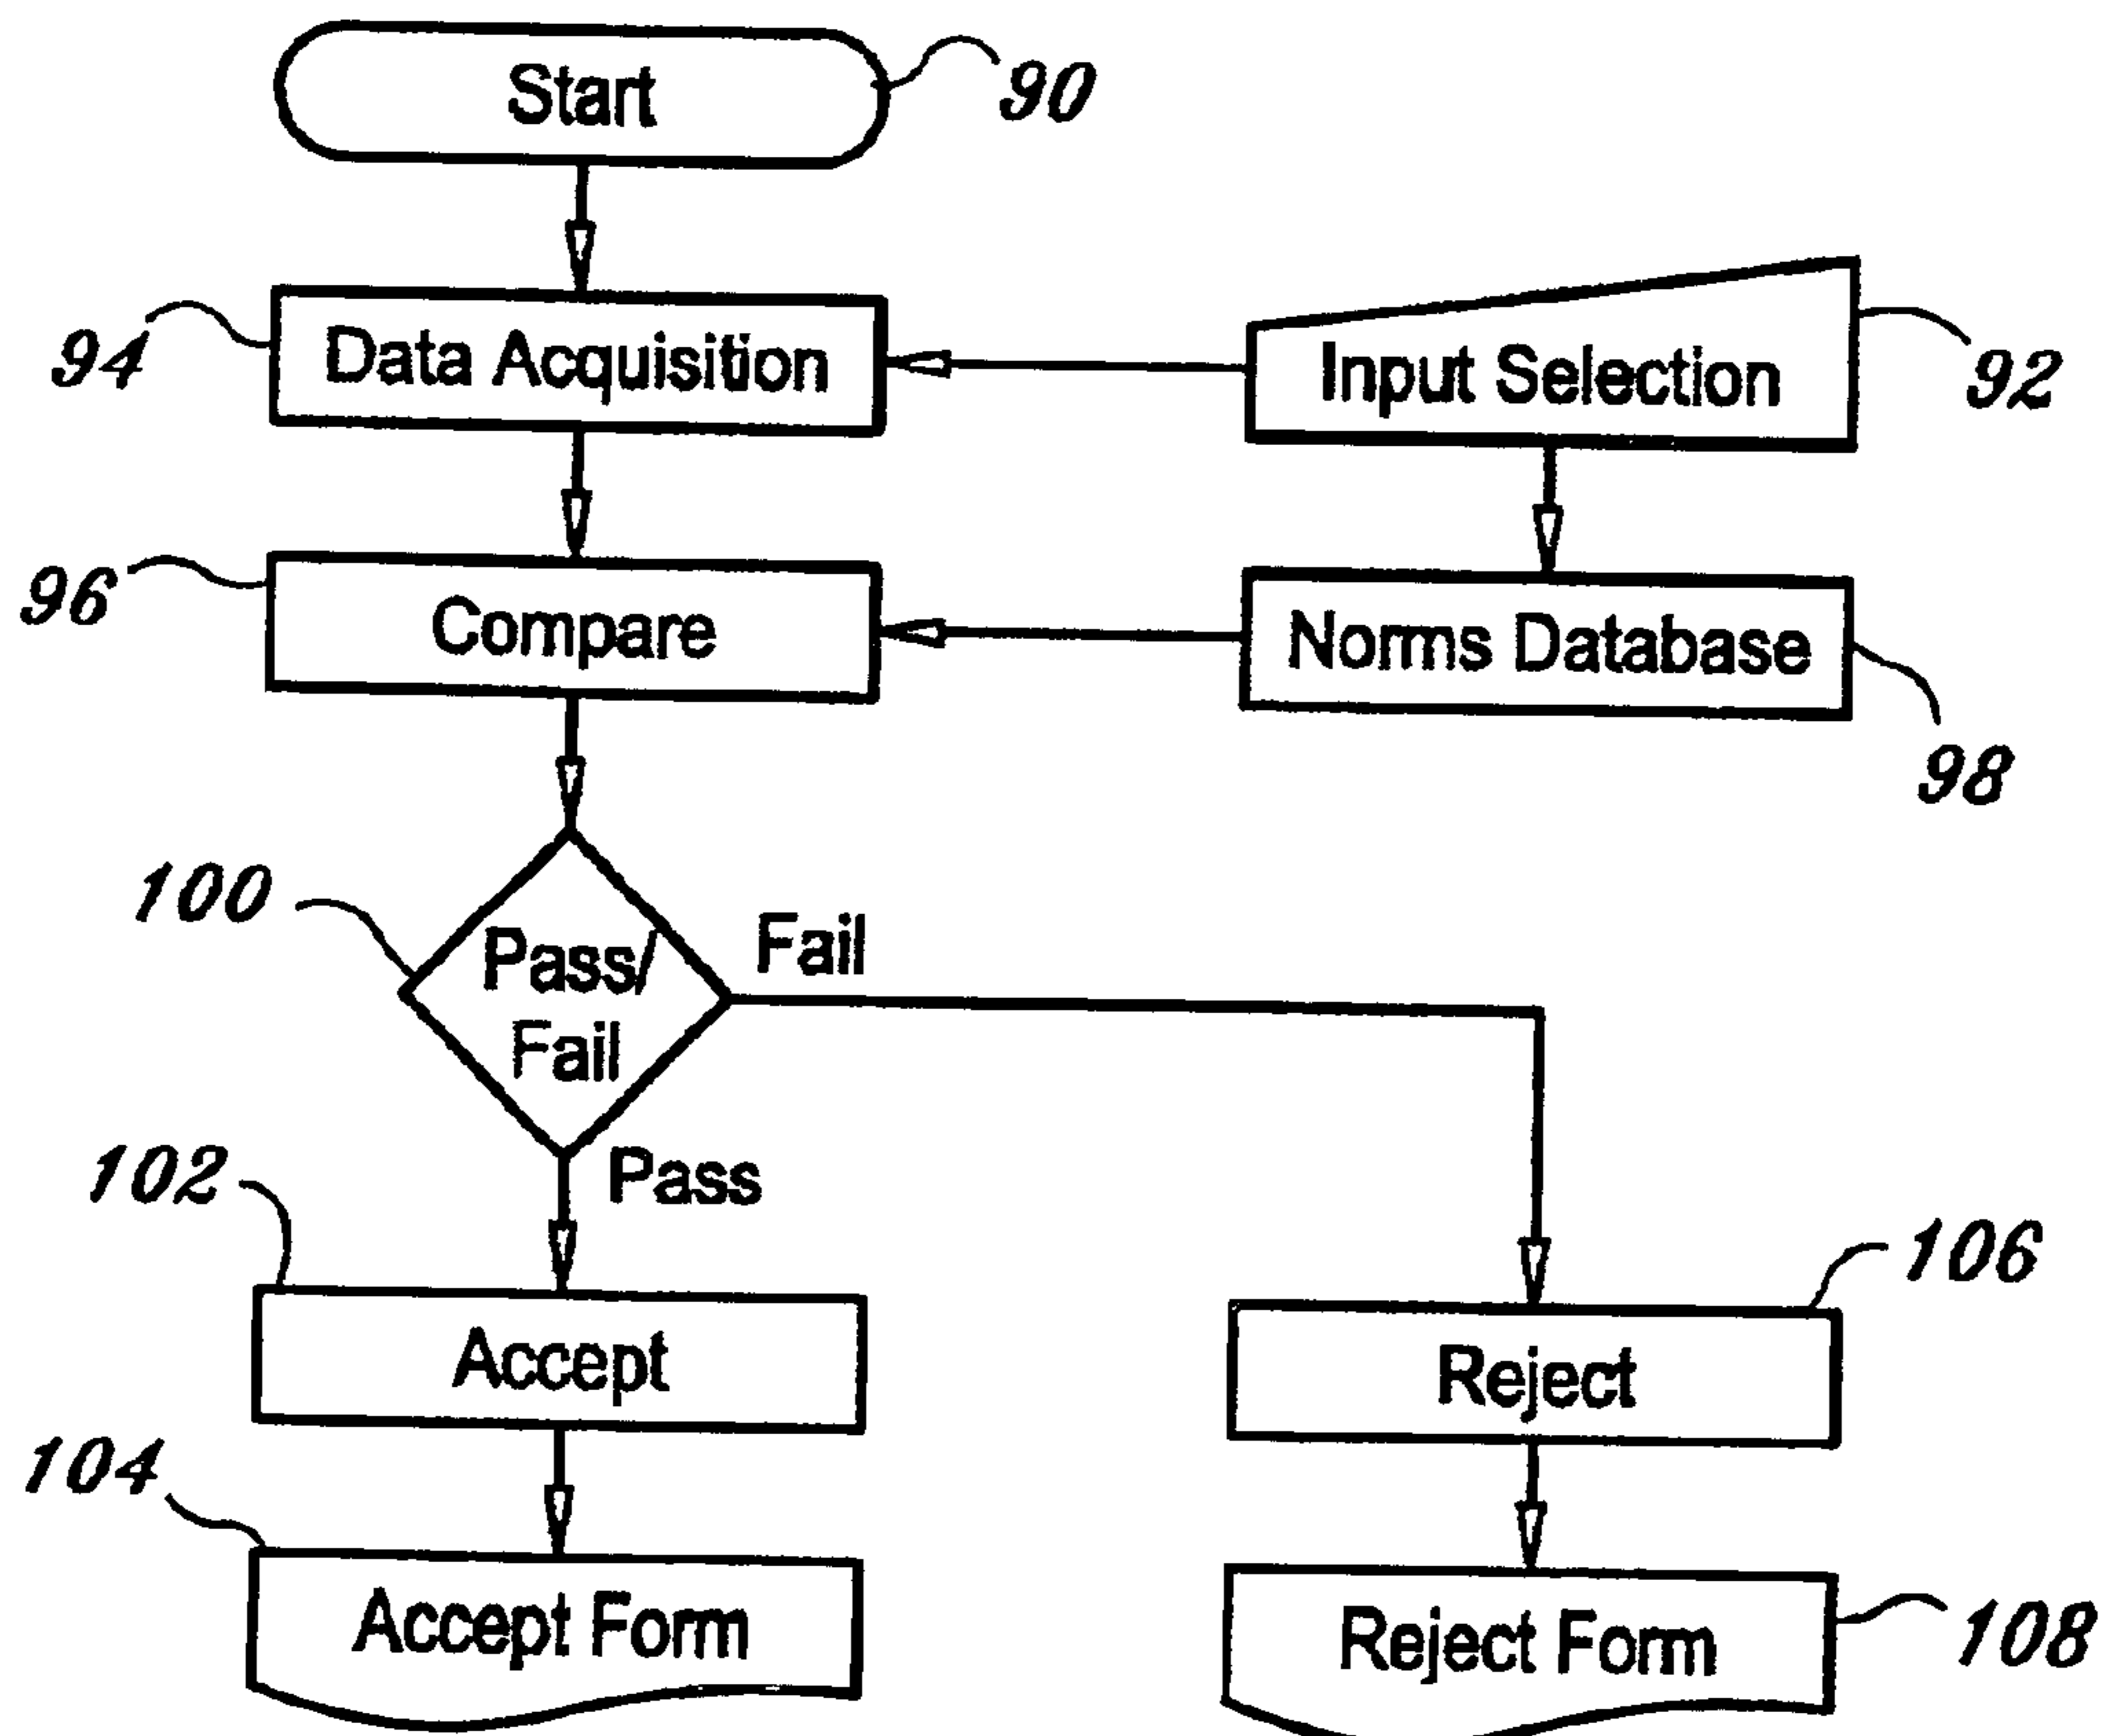 Start
90
94
Data Acquisition
Input Selection
92
96
Compare
Norms Database
98
100
Pass/
Fail
Fail
Pass
102
106
Accept
Reject
104
Accept Form
Reject Form
108